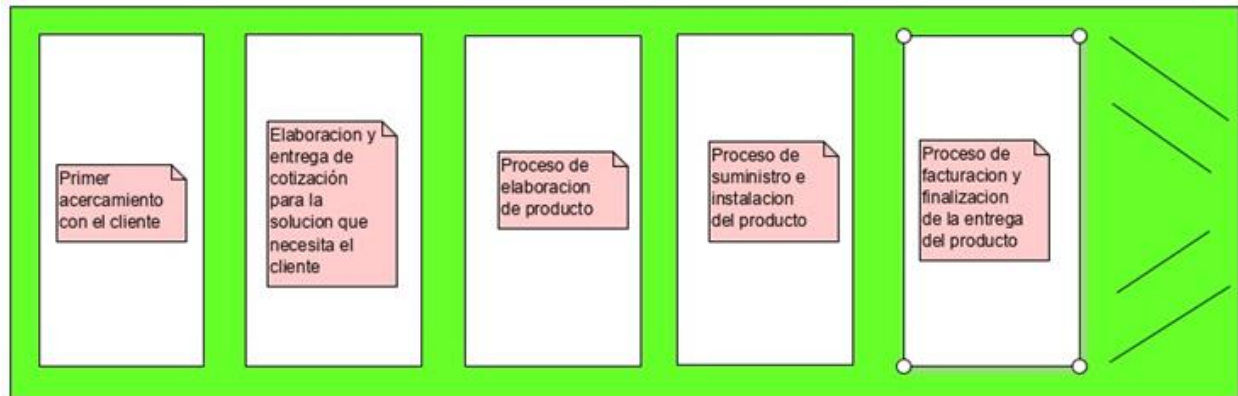 Primer
acercamiento
con el cliente
Elaboracion y
entrega de
cotización
para la
solucion que
necesita el
cliente
Proceso de
elaboracion
de producto
Proceso de
suministro e
instalacion
del producto
Proceso de
facturacion y
finalizacion
de la entrega
del producto